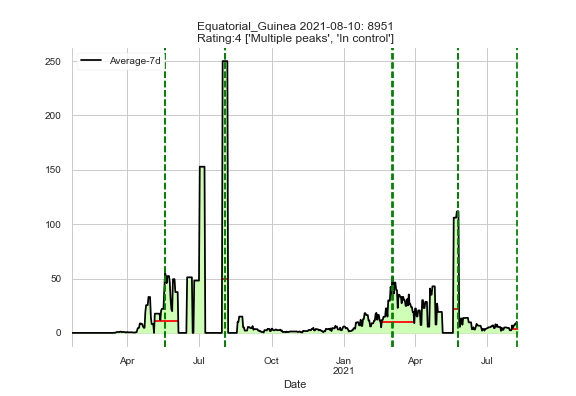 Equatorial_Guinea 2021-08-10: 8951
Rating:4 ['Multiple peaks', 'In control']
Average-7d
250
200
150
100
50
0
Apr Jul Oct Jan Apr Jul
2021
Date